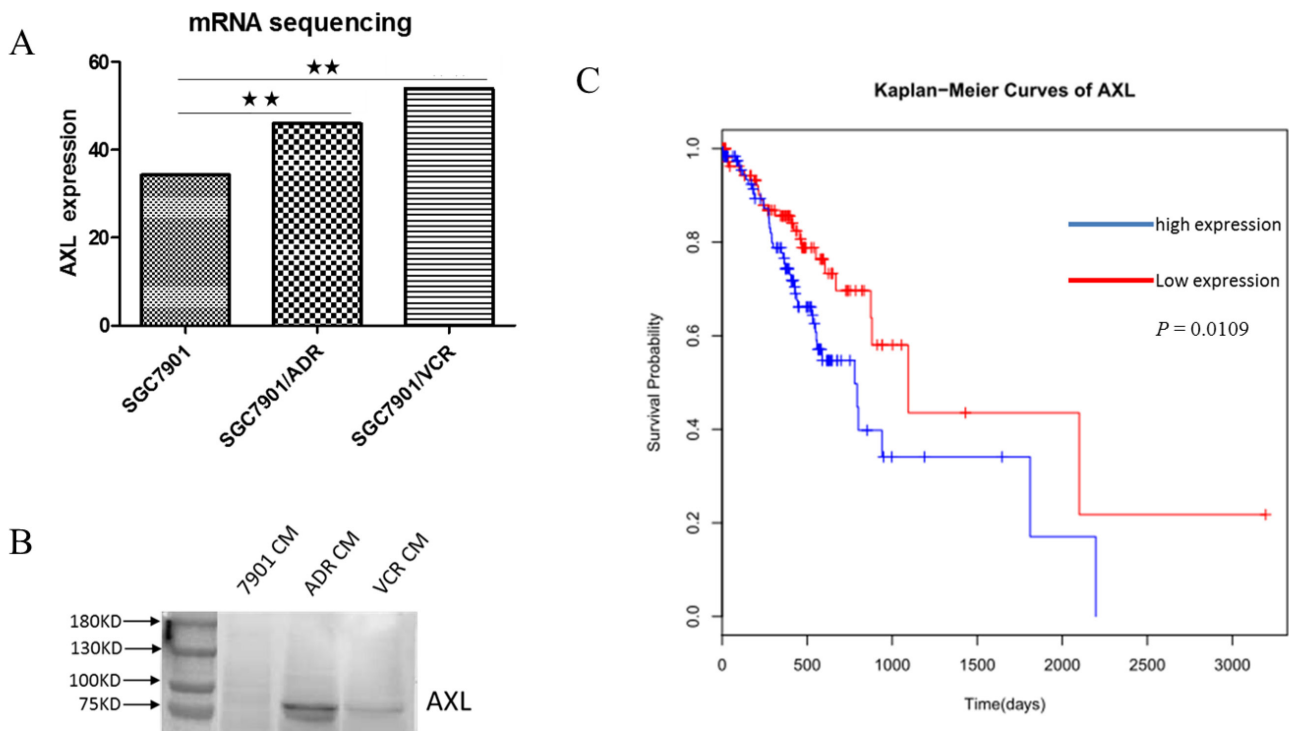 A
mRNA sequencing
AXL expression
60
40
20
0
★★
★ ★
SGC7901
SGC7901/ADR
SGC7901/VCR
B
7901 CM
ADR CM
VCR CM
180KD
130KD
100KD
75KD
AXL
C
Kaplan−Meier Curves of AXL
Survival Probability
1.0
0.8
0.6
0.4
0.2
0.0
high expression
Low expression
P = 0.0109
0 500 1000 1500 2000 2500 3000
Time(days)